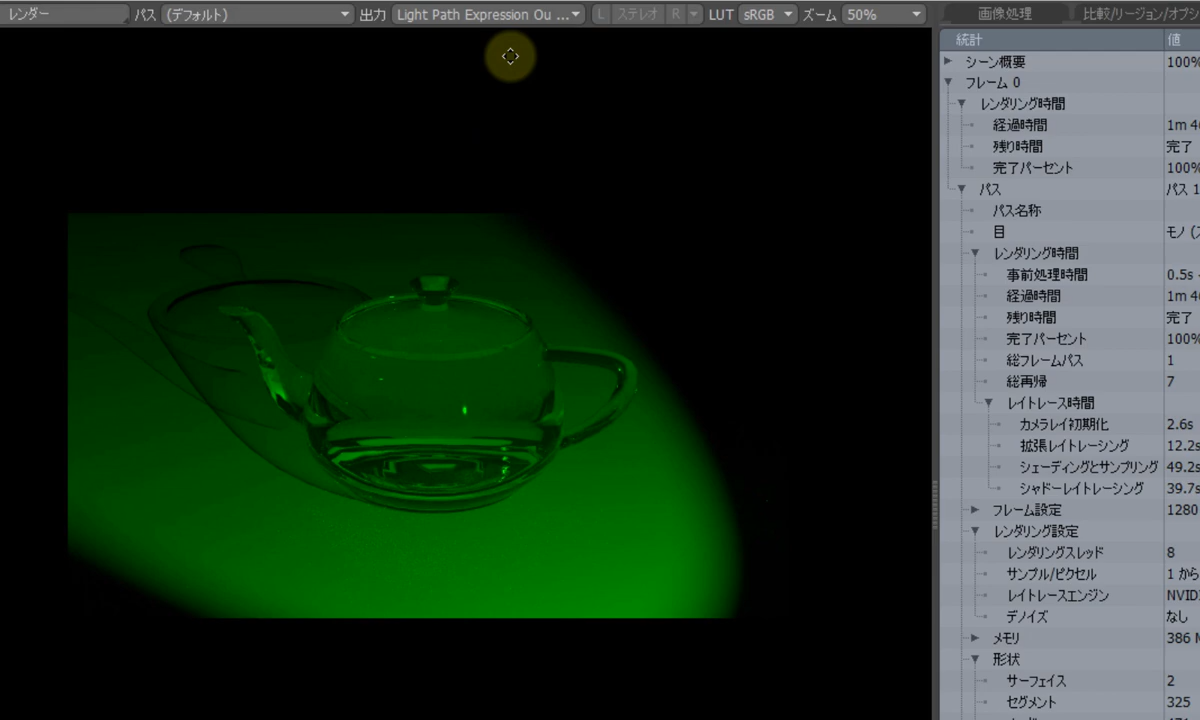 レンダー パス (デフォルト) 出力 Light Path Expression Ou ... L ステレオ R LUT sRGB ズーム 50%
画像処理 比較/リージョン/オプシ
統計 値
シーン概要 100%
フレーム 0
レンダリング時間
経過時間 1m 4
残り時間 完了
完了パーセント 100%
パス パス 1
パス名称
目 モノ (ス
レンダリング時間
事前処理時間 0.5s
経過時間 1m 4
残り時間 完了
完了パーセント 100%
総フレームパス 1
総再帰 7
レイトレース時間
カメラレイ初期化 2.6s
拡張レイトレーシング 12.2s
シェーディングとサンプリング 49.2s
シャドーレイトレーシング 39.7s
フレーム設定 1280
レンダリング設定
レンダリングスレッド 8
サンプル/ピクセル 1 から
レイトレースエンジン NVID
デノイズ なし
メモリ 386 M
形状
サーフェイス 2
セグメント 325